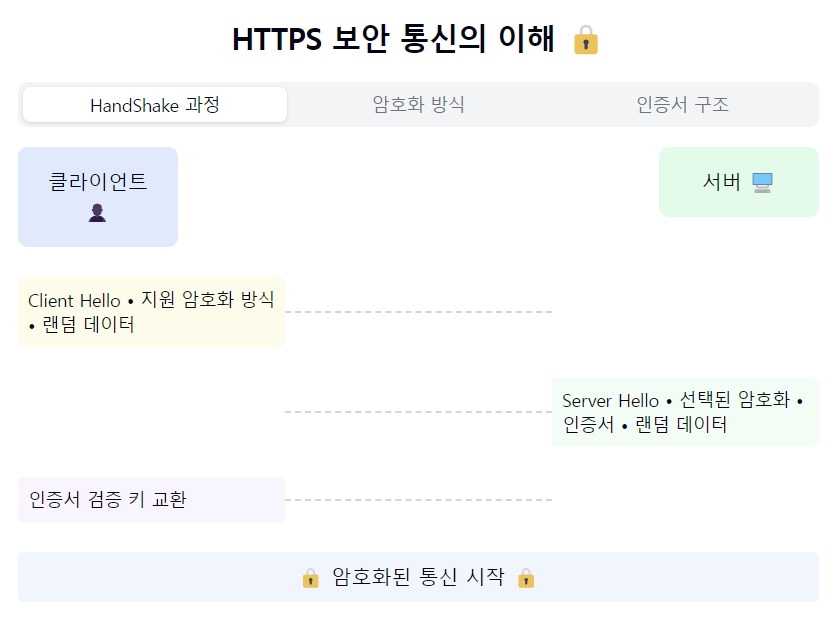 HTTPS 보안 통신의 이해
HandShake 과정
암호화 방식
인증서 구조
클라이언트
서버
Client Hello • 지원 암호화 방식
• 랜덤 데이터
Server Hello • 선택된 암호화 •
인증서 • 랜덤 데이터
인증서 검증 키 교환
암호화된 통신 시작